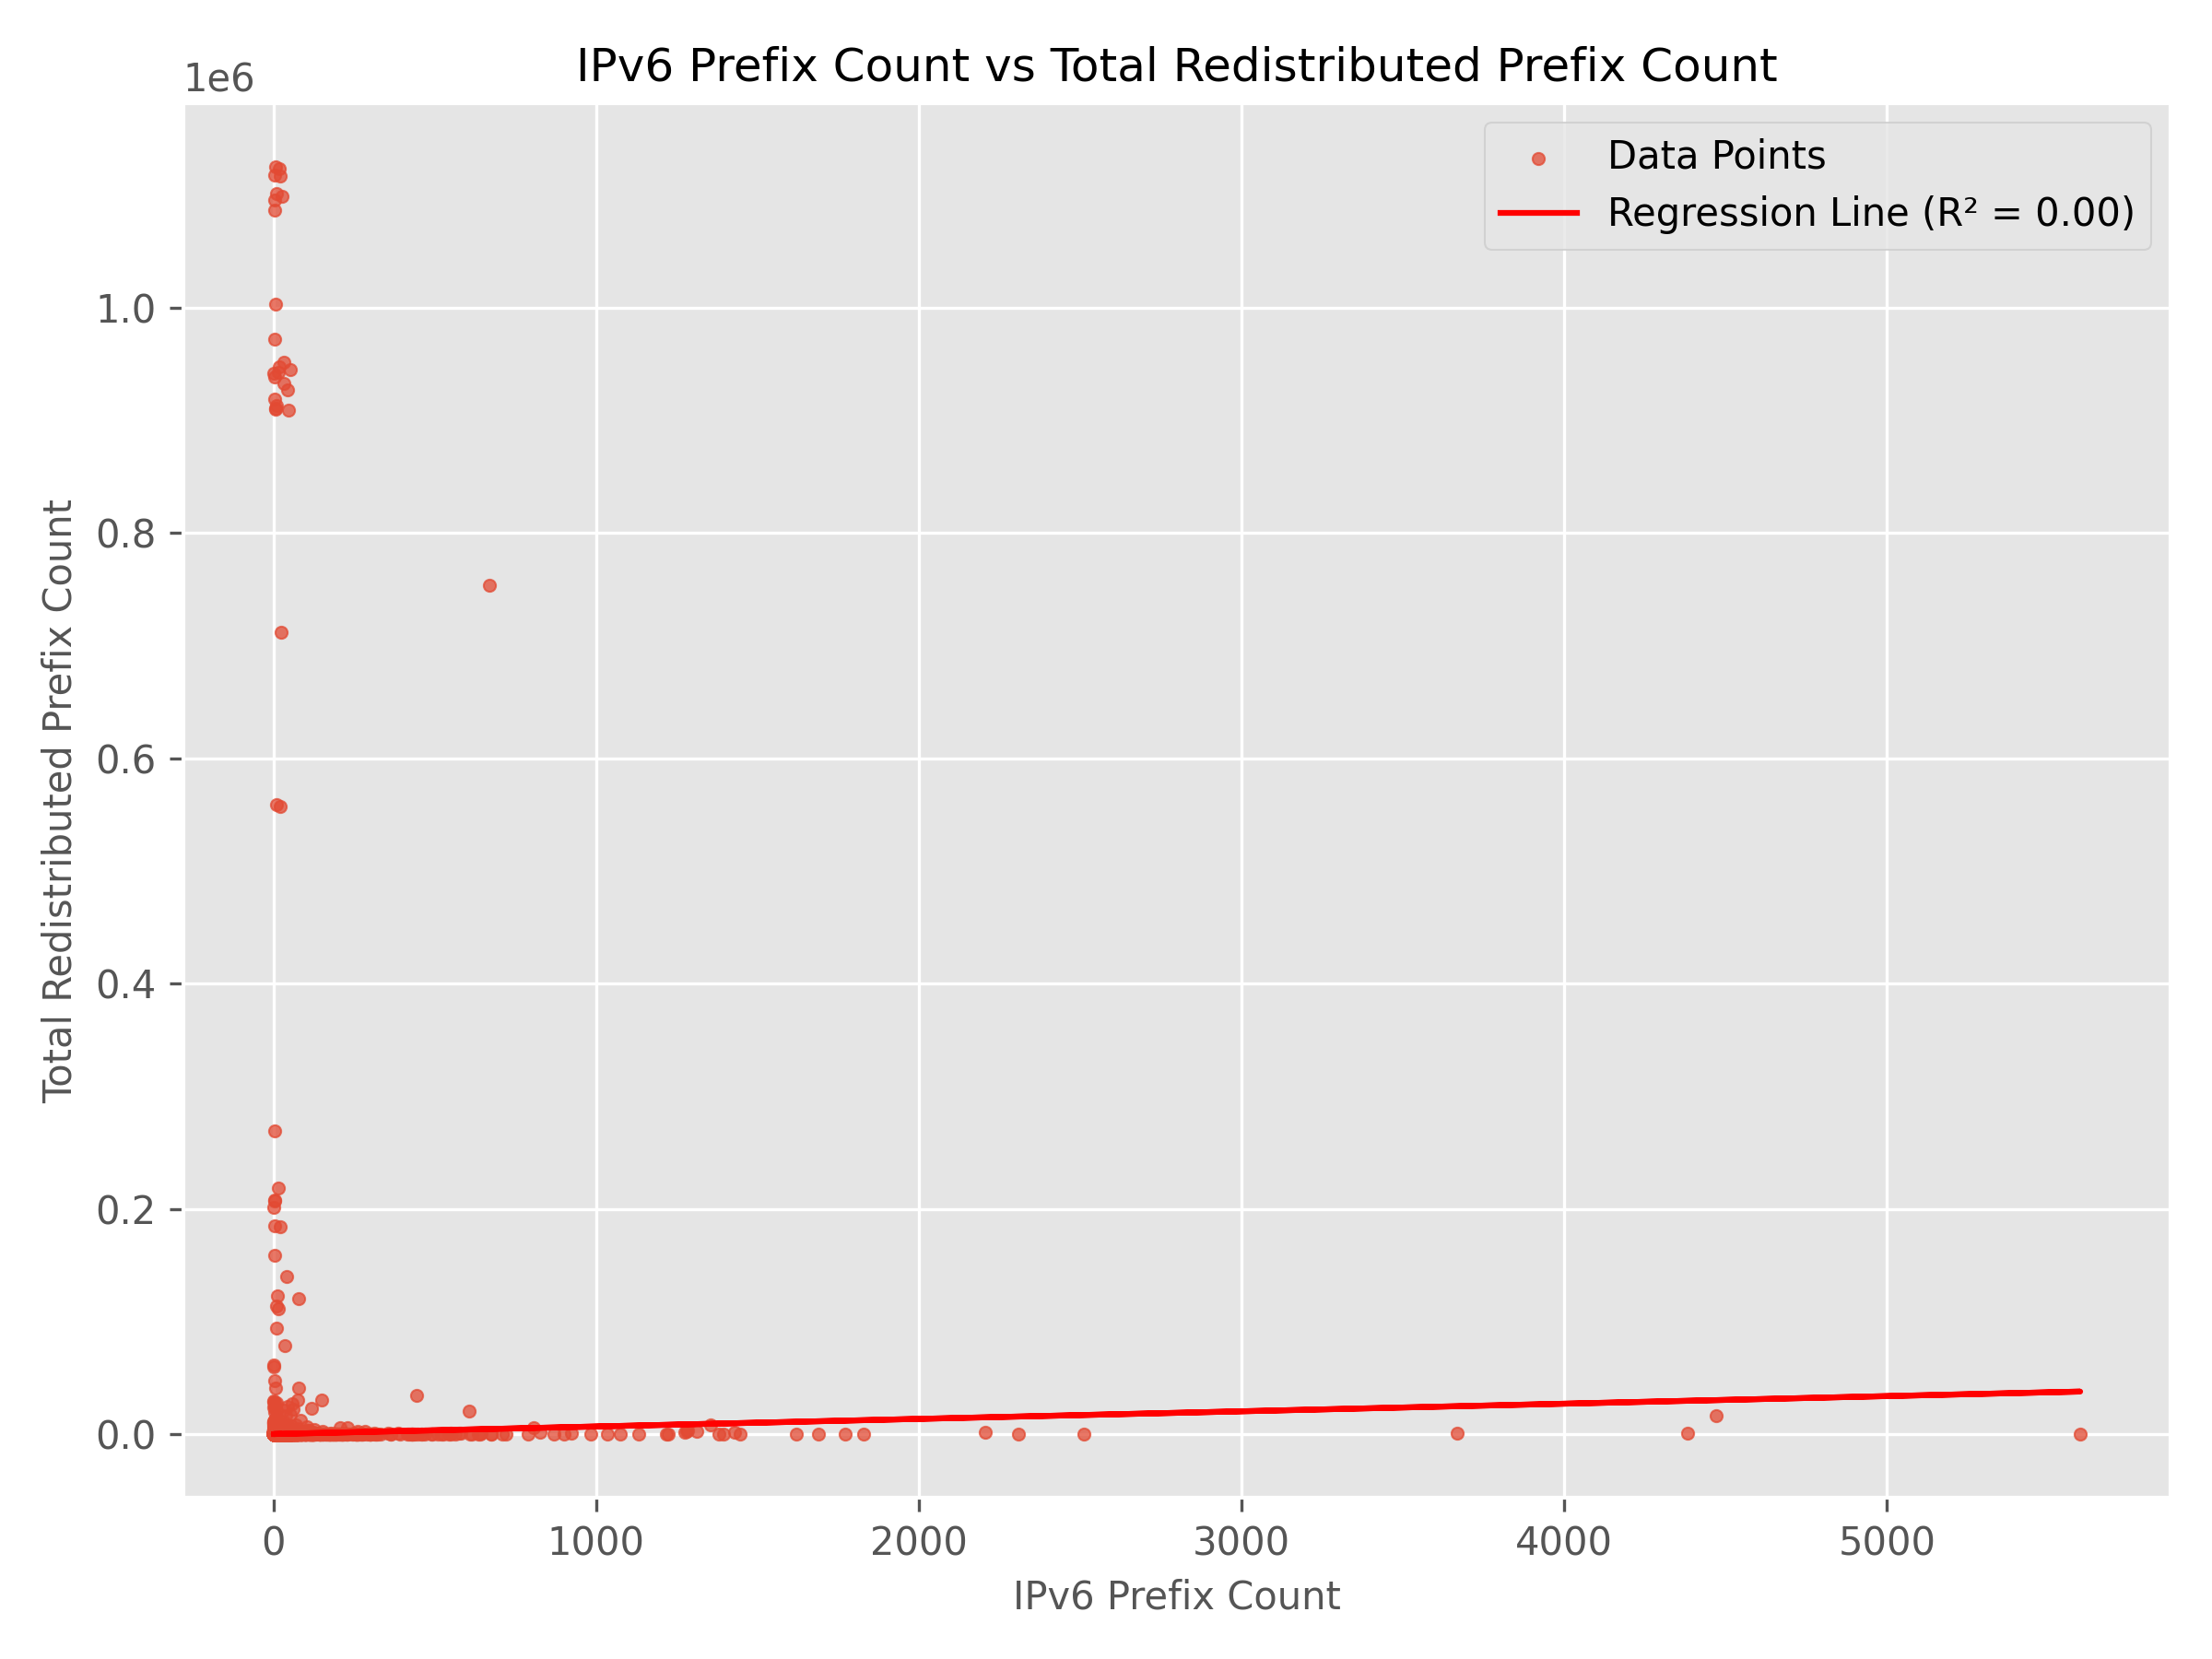 IPv6 Prefix Count vs Total Redistributed Prefix Count
1e6
Data Points
Regression Line (R² = 0.00)
1.0
0.8
0.6
0.4
0.2
0.0
Total Redistributed Prefix Count
0 1000 2000 3000 4000 5000
IPv6 Prefix Count